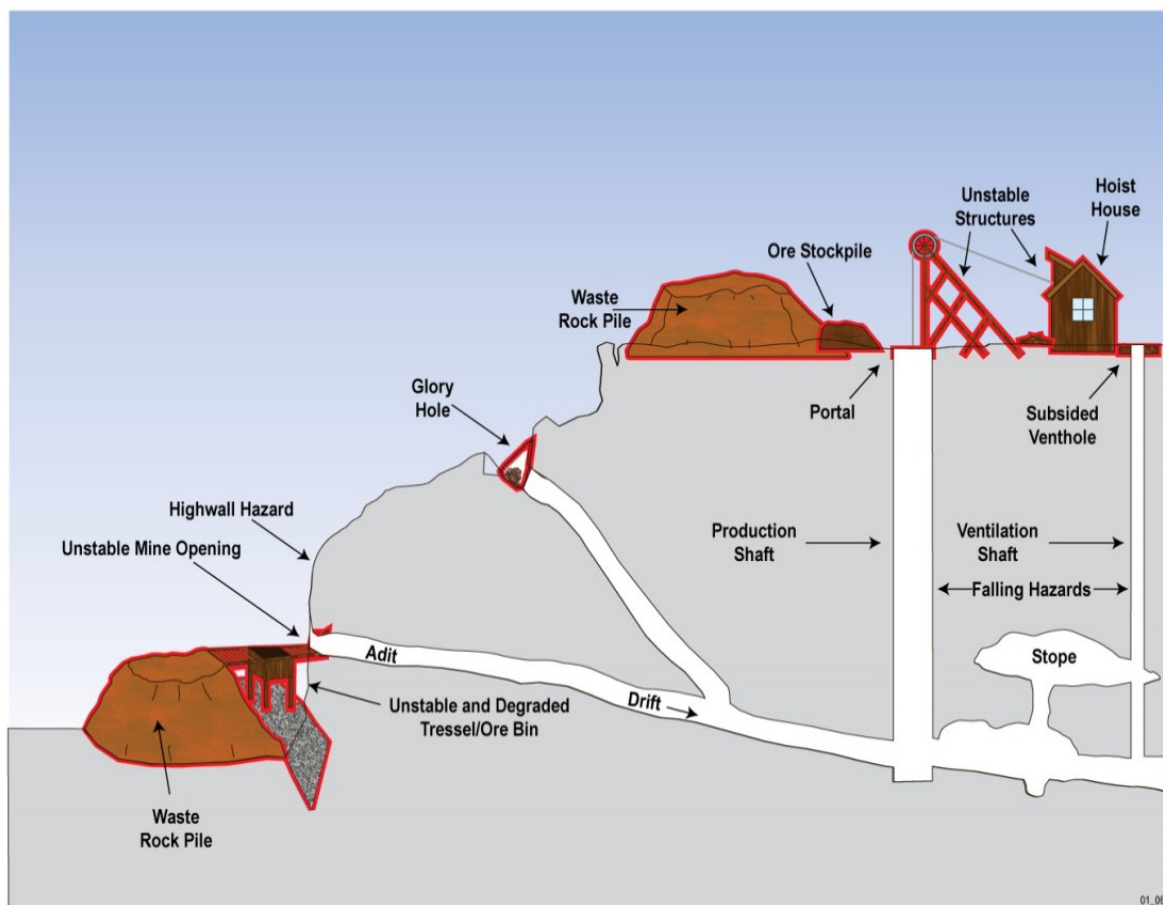 Hoist
House
Unstable
Structures
Ore Stockpile
Waste
Rock Pile
Glory
Hole
Portal
Subsided
Venthole
Highwall Hazard
Unstable Mine Opening
Production
Shaft
Ventilation
Shaft
Falling Hazards
Adit
Stope
Drift
Unstable and Degraded
Tressel/Ore Bin
Waste
Rock Pile